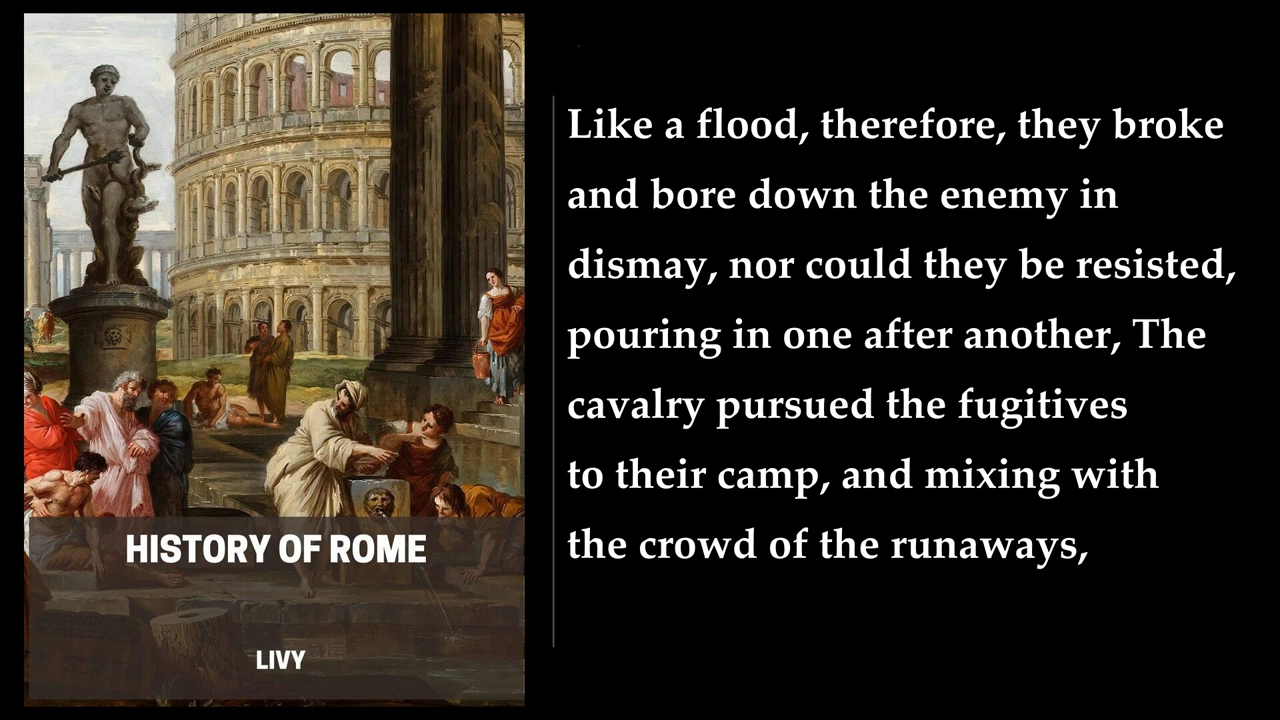 HISTORY OF ROME
LIVY
Like a flood, therefore, they broke
and bore down the enemy in
dismay, nor could they be resisted,
pouring in one after another, The
cavalry pursued the fugitives
to their camp, and mixing with
the crowd of the runaways,